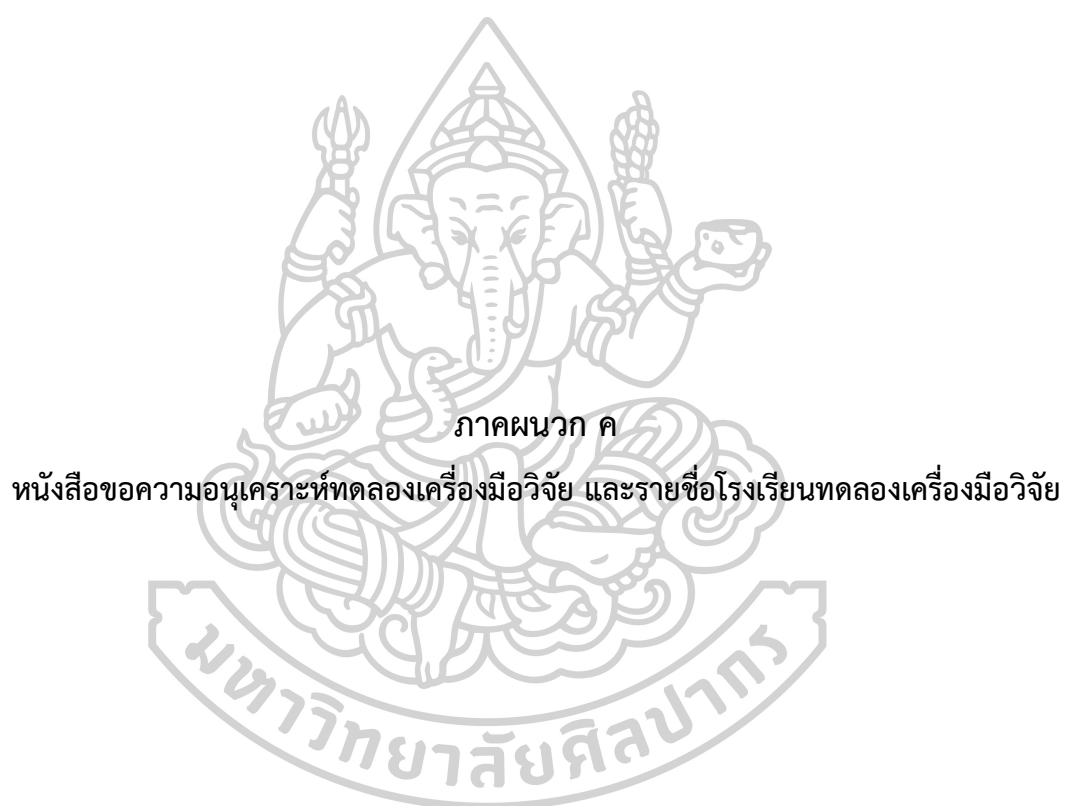 ภาคผนวก ค
หนังสือขอความอนุเคราะห์ทดลองเครื่องมือวิจัย และรายชื่อโรงเรียนทดลองเครื่องมือวิจัย
มหาวิทยาลัยศิลปากร